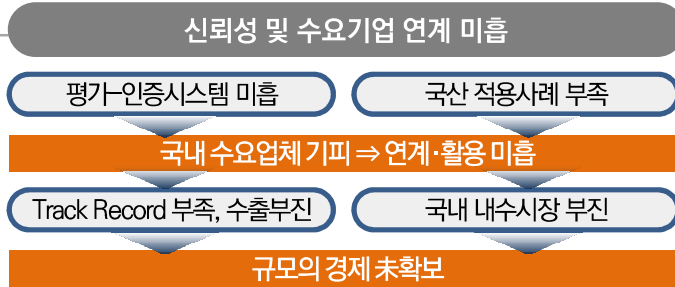 신뢰성 및 수요기업 연계 미흡
평가-인증시스템 미흡
국산 적용사례 부족
국내 수요업체 기피 ⇒ 연계·활용 미흡
Track Record 부족, 수출부진
국내 내수시장 부진
규모의 경제 未확보